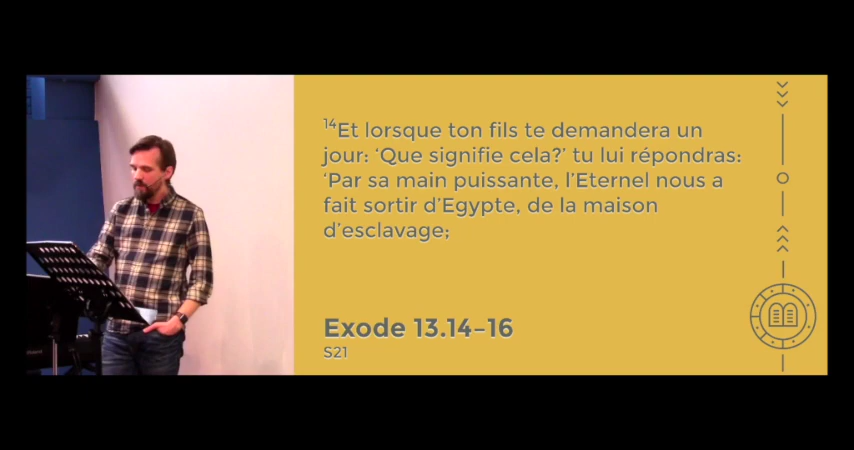 ¹⁴Et lorsque ton fils te demandera un
jour: ‘Que signifie cela?’ tu lui répondras:
‘Par sa main puissante, l’Eternel nous a
fait sortir d’Egypte, de la maison
d’esclavage;
Exode 13.14–16
S21